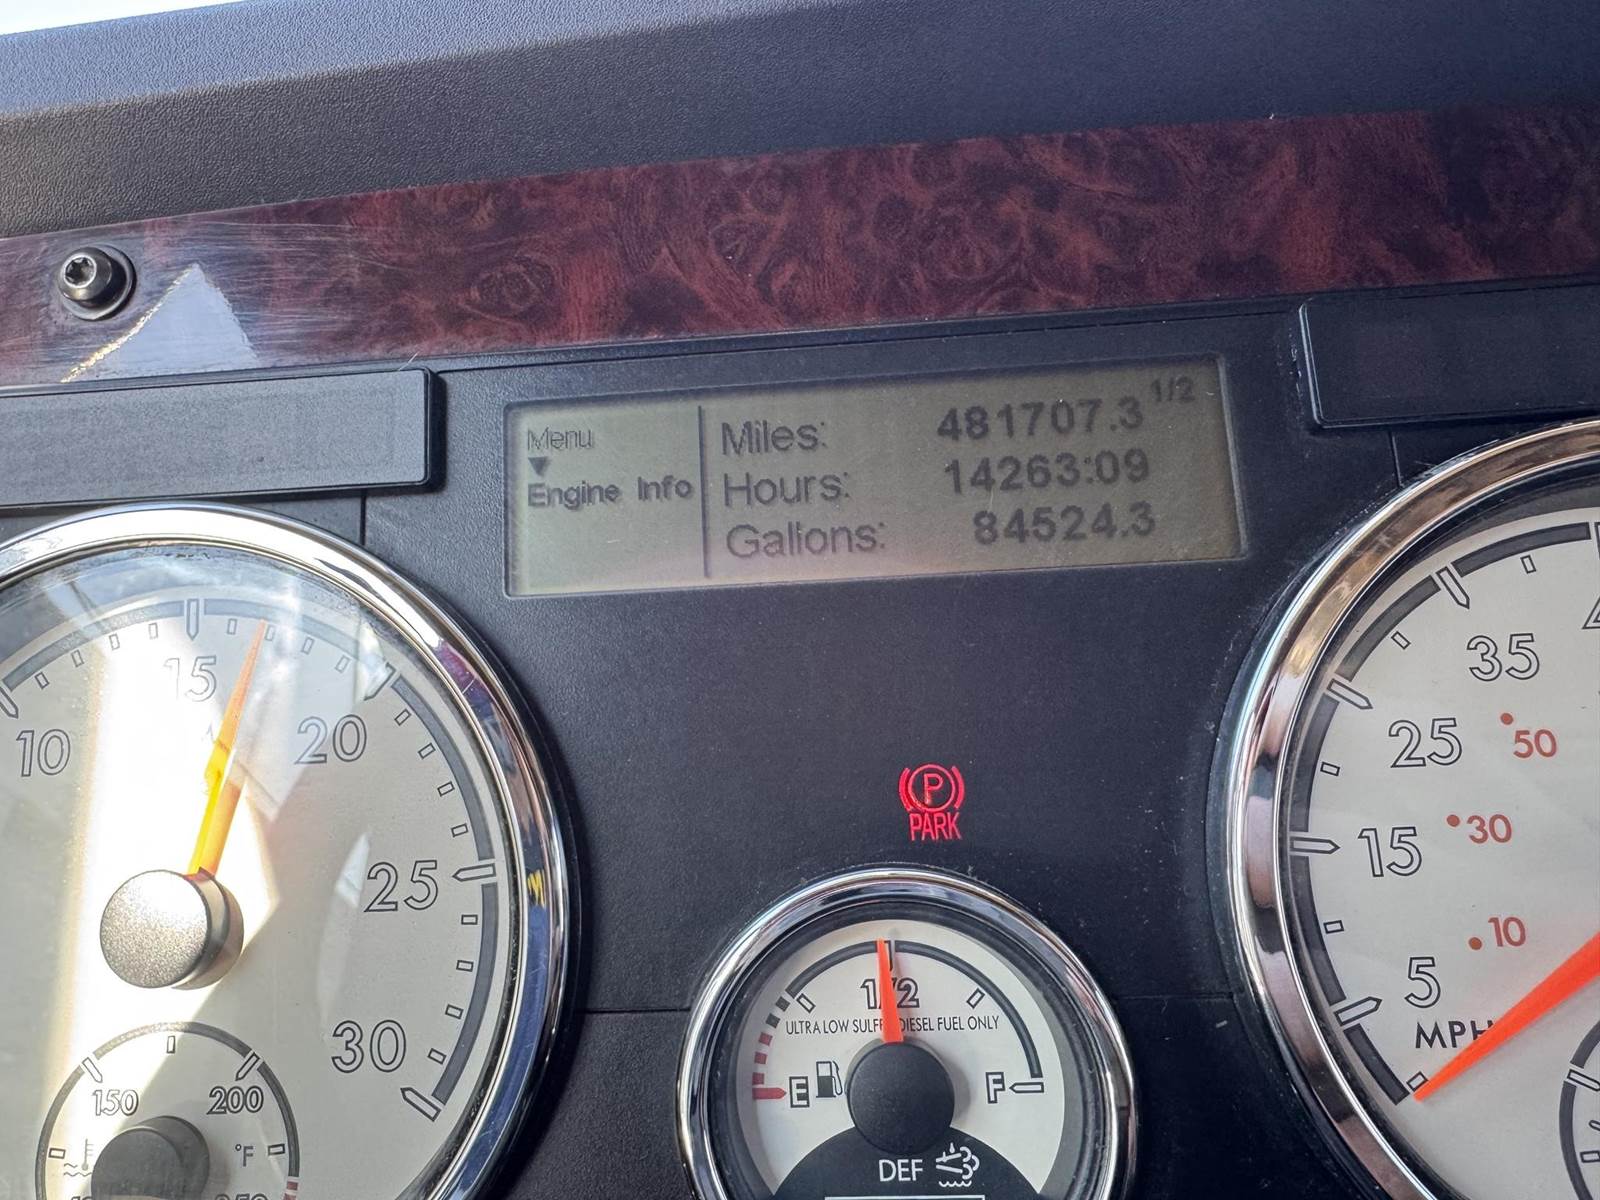 1/2
Menu
Miles: 481707.3
Engine Info
Hours: 14263:09
Gallons: 84524.3
10
15
20
25
30
150
200
°F
P
PARK
1/2
ULTRA LOW SULFUR DIESEL FUEL ONLY
E
F
DEF
35
25
50
15
30
5
10
MPH